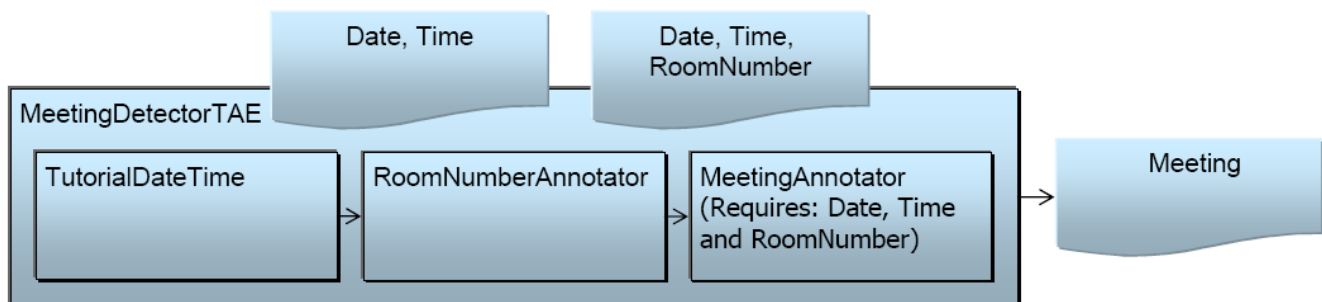 Date, Time
Date, Time,
RoomNumber
MeetingDetectorTAE
TutorialDateTime
RoomNumberAnnotator
MeetingAnnotator
(Requires: Date, Time
and RoomNumber)
Meeting